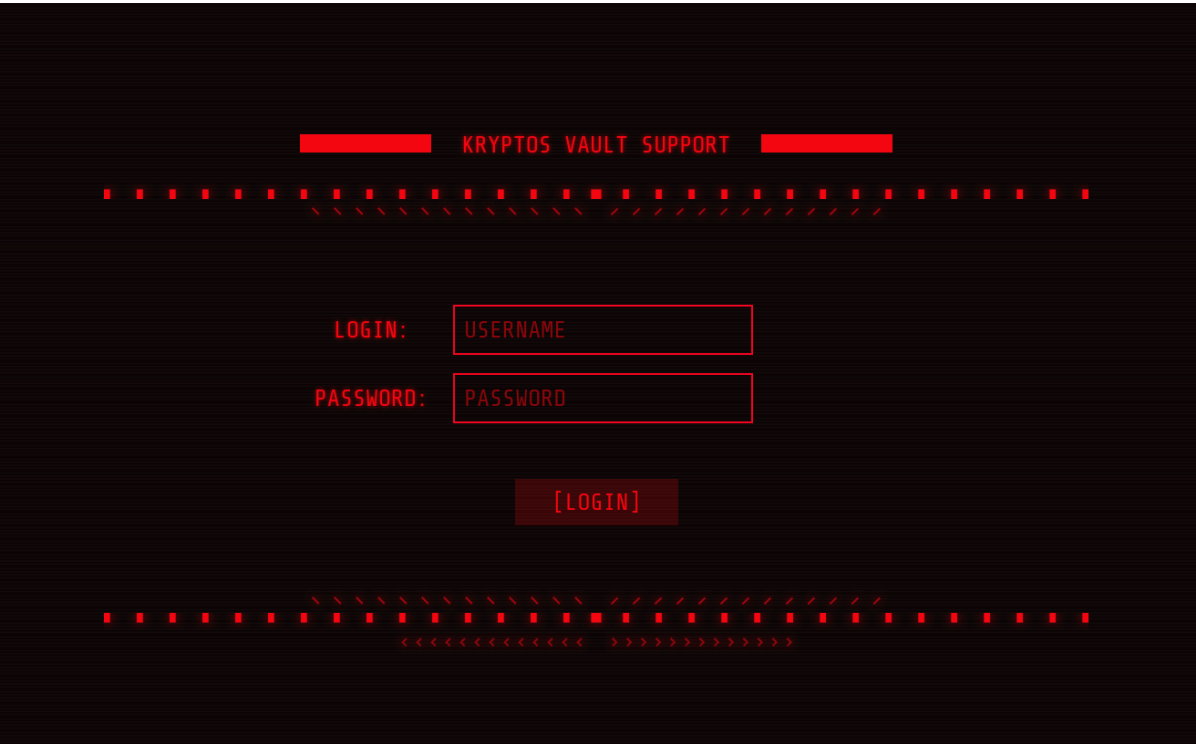 KRYPTOS VAULT SUPPORT
LOGIN: USERNAME
PASSWORD: PASSWORD
[LOGIN]